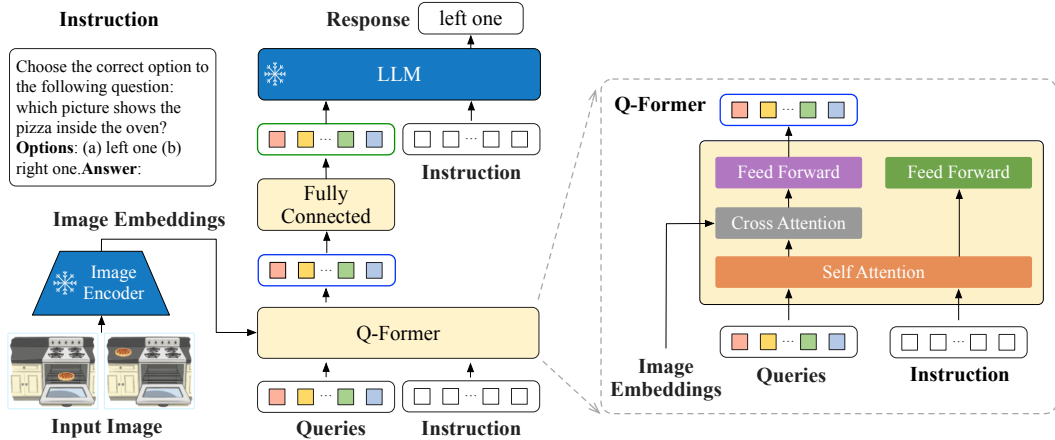 Instruction
Choose the correct option to
the following question:
which picture shows the
pizza inside the oven?
Options: (a) left one (b)
right one.Answer:
Image Embeddings
Image
Encoder
Input Image
Response
left one
LLM
Instruction
Fully
Connected
Q-Former
Queries
Instruction
Q-Former
Feed Forward
Feed Forward
Cross Attention
Self Attention
Image
Embeddings
Queries
Instruction